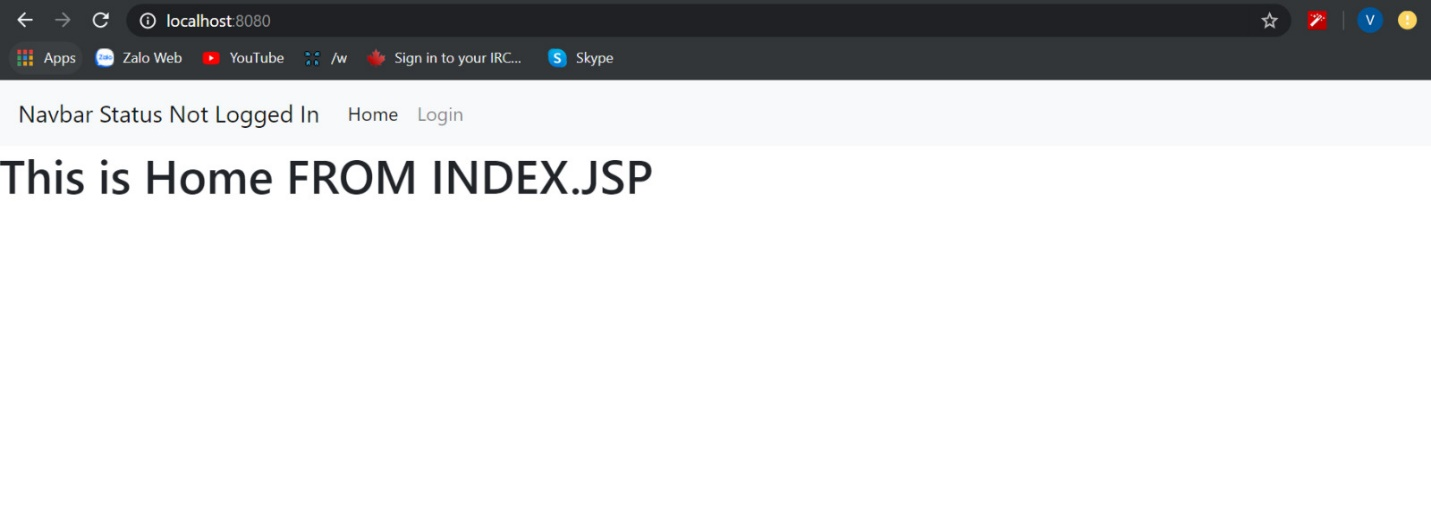 localhost:8080 V
Apps Zalo Zalo Web YouTube /w Sign in to your IRC... S Skype
Navbar Status Not Logged In Home Login
This is Home FROM INDEX.JSP